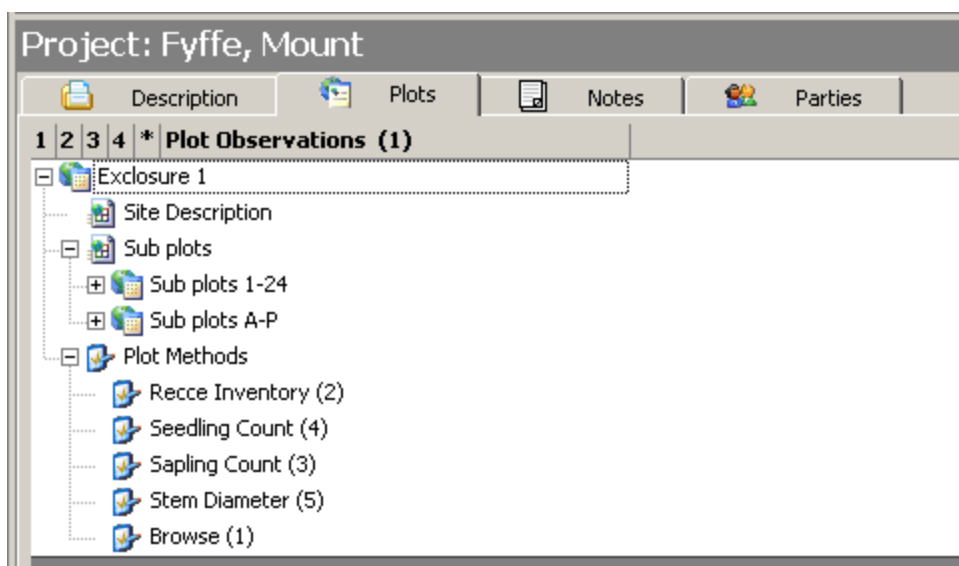 Project: Fyffe, Mount
Description Plots Notes Parties
1 2 3 4 * Plot Observations (1)
Exclosure 1
Site Description
Sub plots
Sub plots 1-24
Sub plots A-P
Plot Methods
Recce Inventory (2)
Seedling Count (4)
Sapling Count (3)
Stem Diameter (5)
Browse (1)